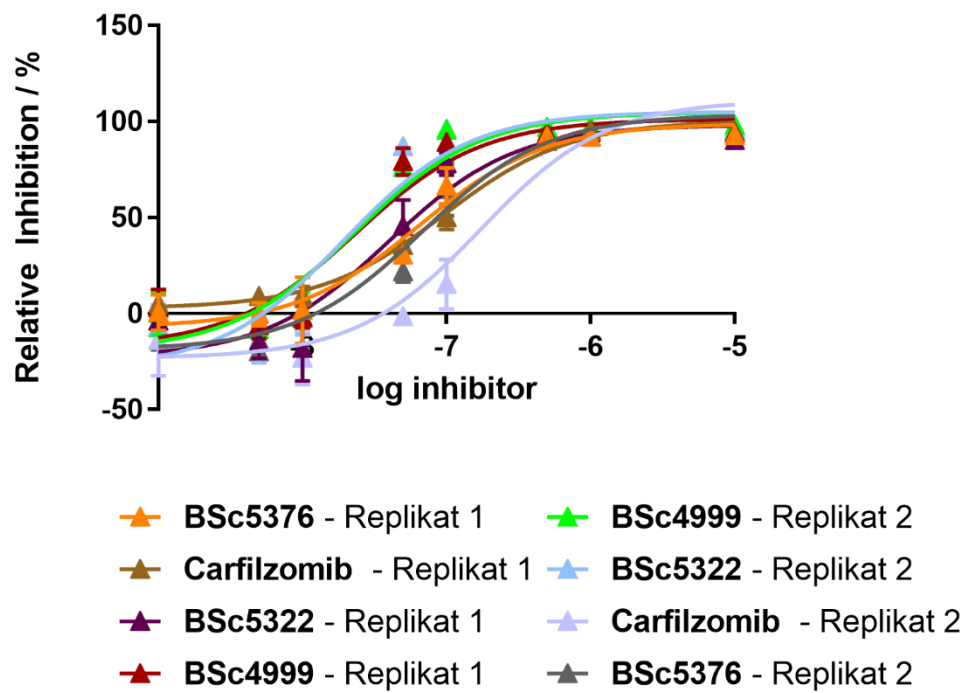 Relative Inhibition / %
150
100
50
0
-50
-8
-7
-6
-5
log inhibitor
BSc5376 - Replikat 1
BSc4999 - Replikat 2
Carfilzomib - Replikat 1
BSc5322 - Replikat 2
BSc5322 - Replikat 1
Carfilzomib - Replikat 2
BSc4999 - Replikat 1
BSc5376 - Replikat 2